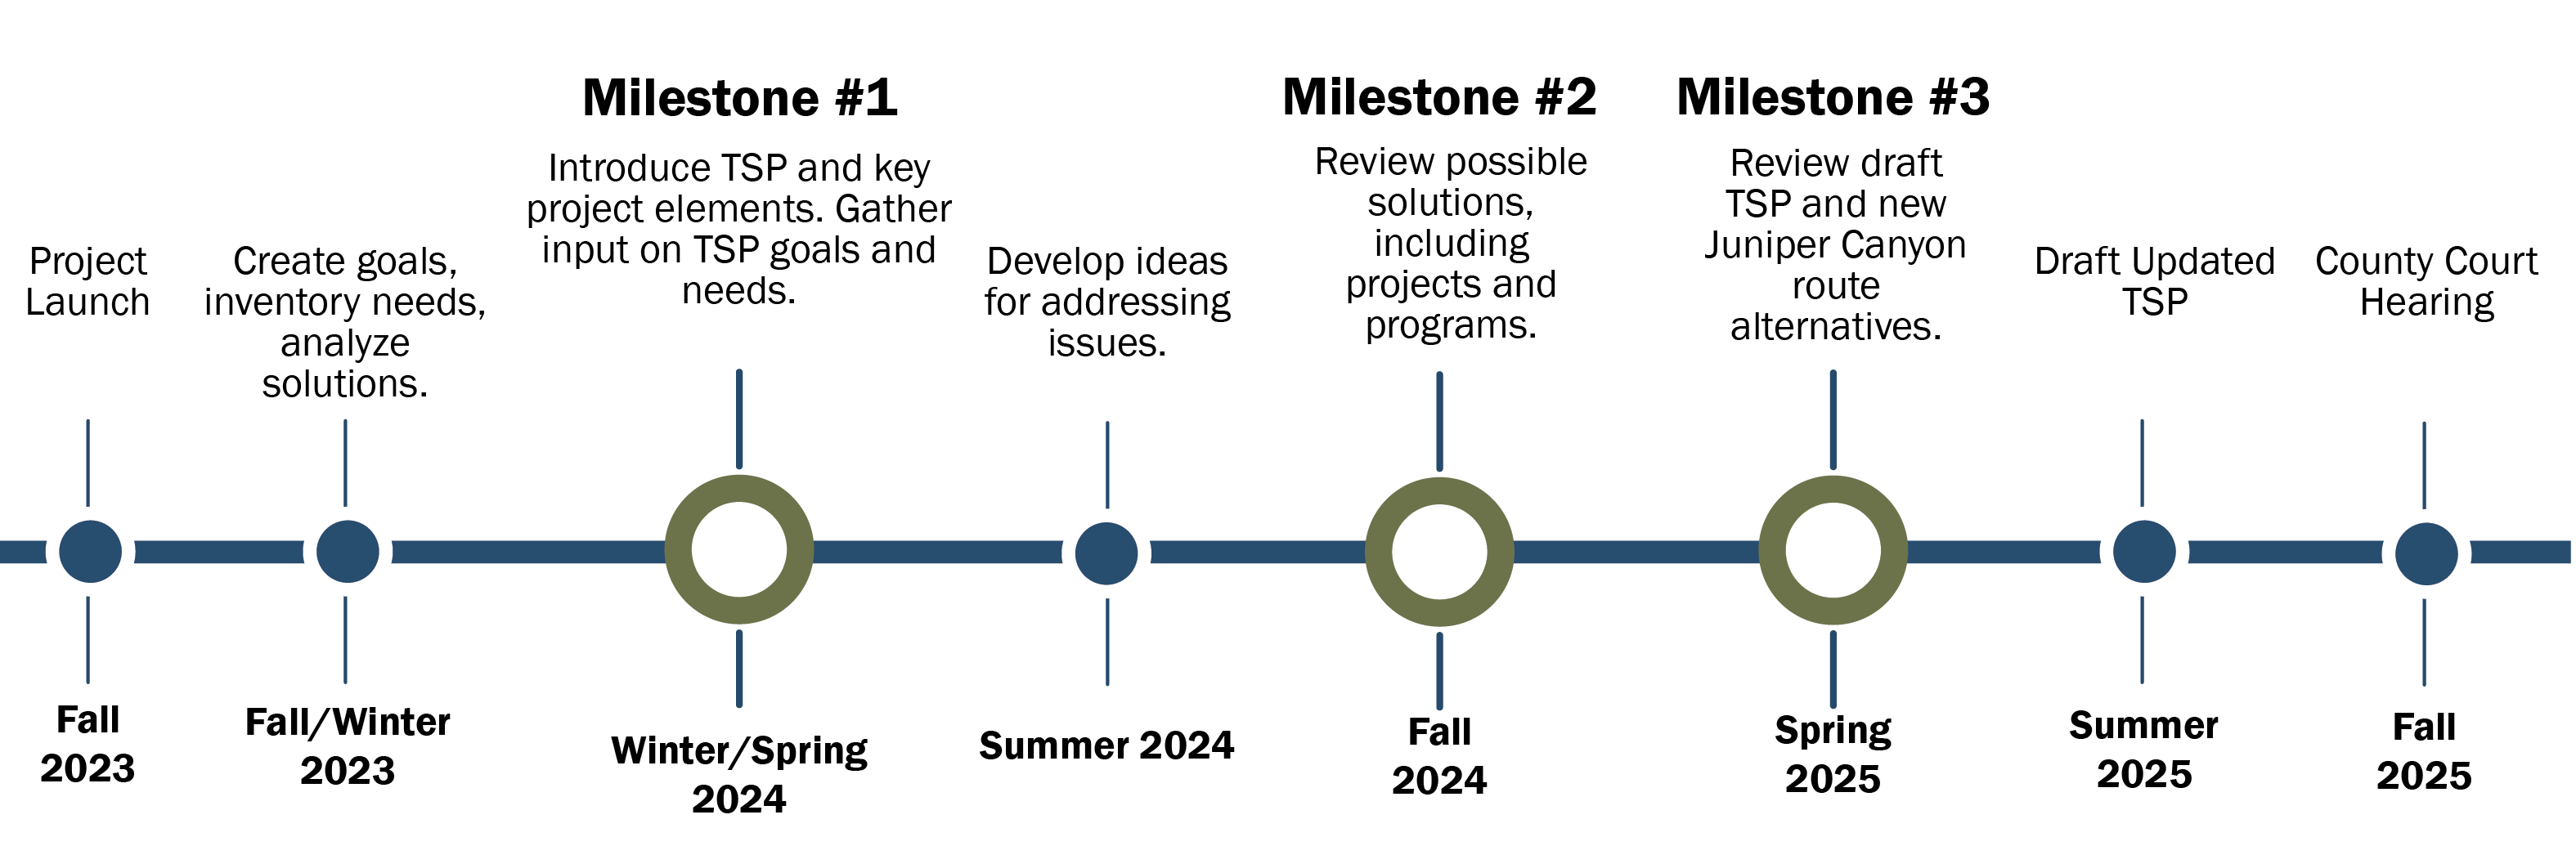 Project
Launch
Fall
2023
Create goals,
inventory needs,
analyze
solutions.
Fall/Winter
2023
Milestone #1
Introduce TSP and key
project elements. Gather
input on TSP goals and
needs.
Winter/Spring
2024
Develop ideas
for addressing
issues.
Summer 2024
Milestone #2
Review possible
solutions,
including
projects and
programs.
Fall
2024
Milestone #3
Review draft
TSP and new
Juniper Canyon
route
alternatives.
Spring
2025
Draft Updated
TSP
Summer
2025
County Court
Hearing
Fall
2025